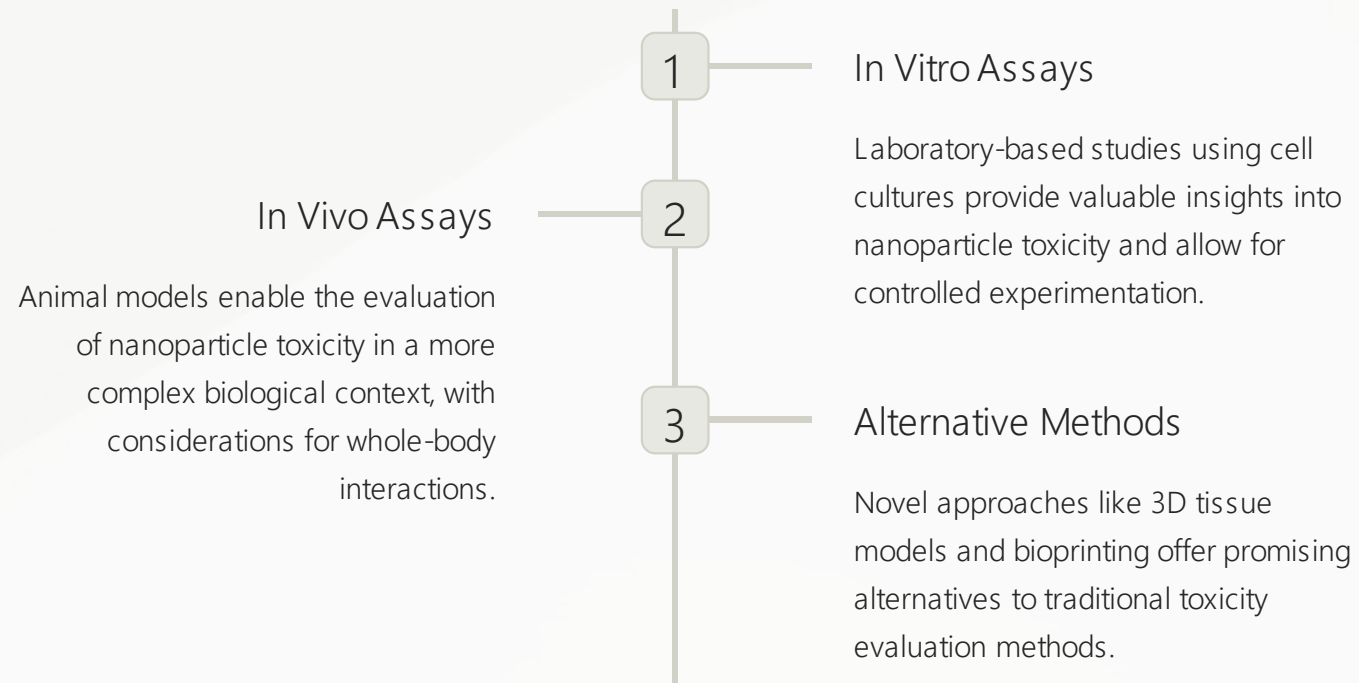 1
In Vitro Assays
Laboratory-based studies using cell
cultures provide valuable insights into
nanoparticle toxicity and allow for
controlled experimentation.
2
In Vivo Assays
Animal models enable the evaluation
of nanoparticle toxicity in a more
complex biological context, with
considerations for whole-body
interactions.
3
Alternative Methods
Novel approaches like 3D tissue
models and bioprinting offer promising
alternatives to traditional toxicity
evaluation methods.